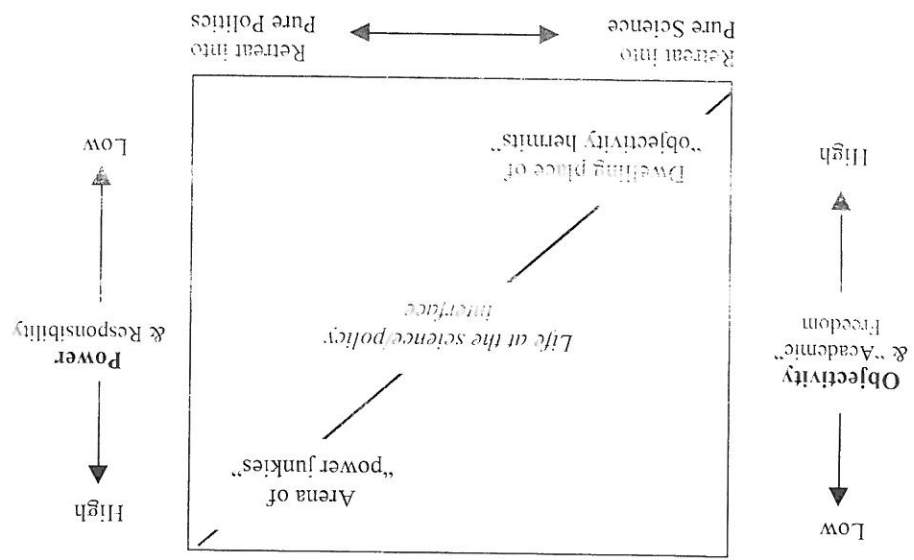 Low
High
Arena of
"power junkies"
Objectivity
& "Academic"
Freedom
Life at the science/policy
interface
Power
& Responsibility
Dwelling place of
"objectivity hermits"
High
Low
Retreat into
Pure Science
Retreat into
Pure Politics